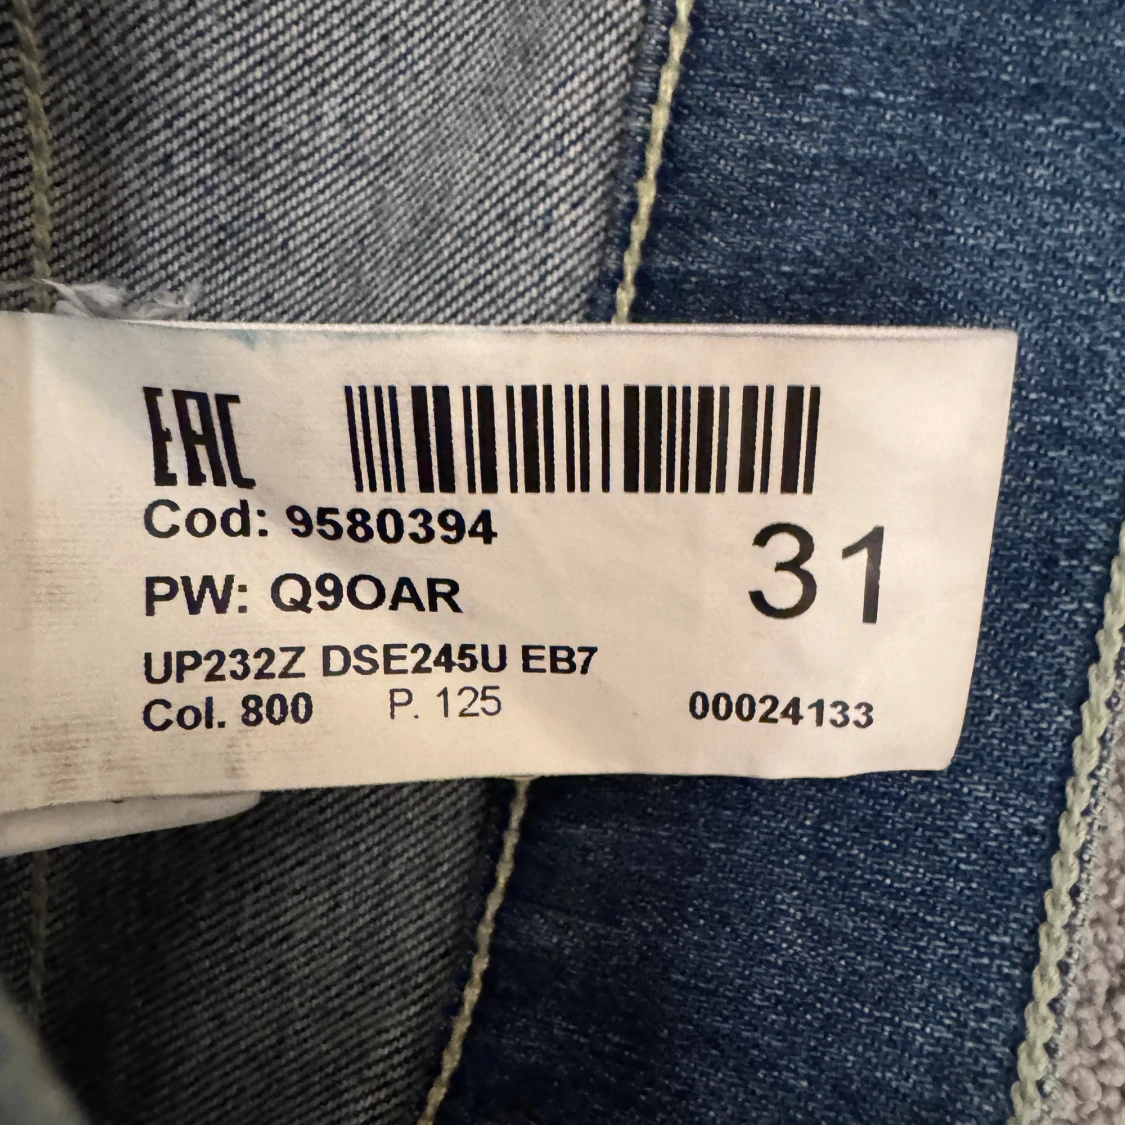 EAC
Cod: 9580394
31
PW: Q9OAR
UP232Z DSE245U EB7
Col. 800 P. 125 00024133